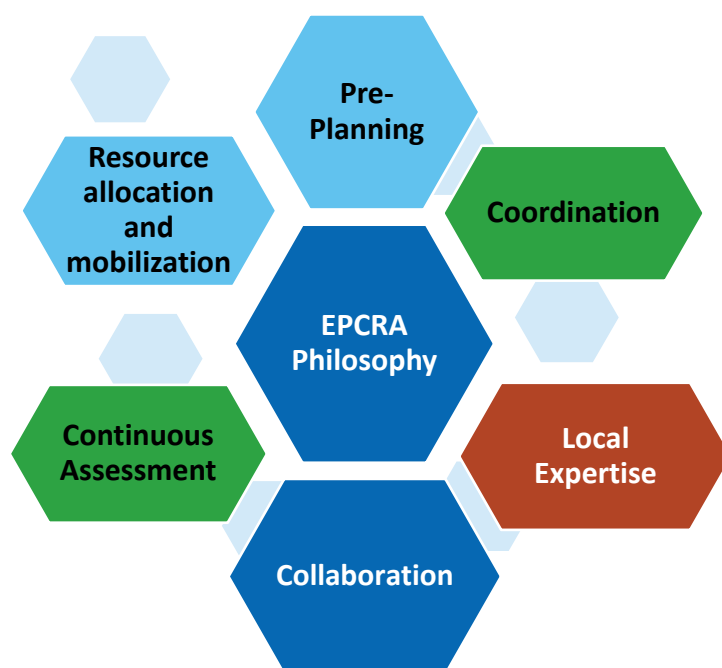 Pre-
Planning
Resource
allocation
and
mobilization
Coordination
EPCRA
Philosophy
Continuous
Assessment
Local
Expertise
Collaboration